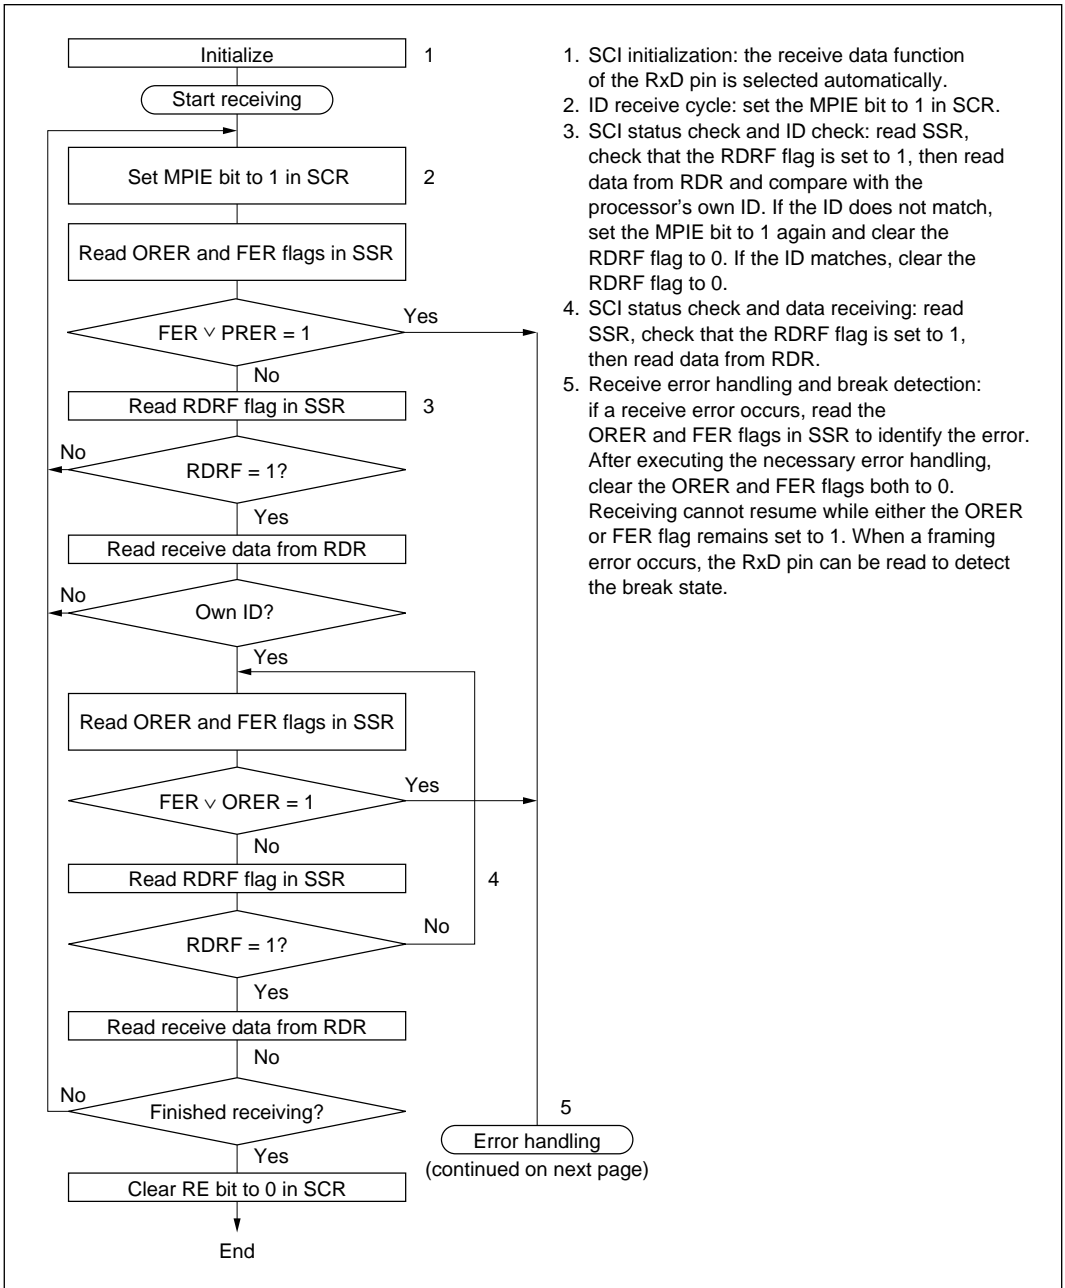 Initialize
1
Start receiving
Set MPIE bit to 1 in SCR
2
Read ORER and FER flags in SSR
FER ∨ PRER = 1
Yes
No
Read RDRF flag in SSR
3
No
RDRF = 1?
Yes
Read receive data from RDR
No
Own ID?
Yes
Read ORER and FER flags in SSR
FER ∨ ORER = 1
Yes
No
Read RDRF flag in SSR
4
RDRF = 1?
No
Yes
Read receive data from RDR
No
No
Finished receiving?
Yes
Clear RE bit to 0 in SCR
End
5
Error handling
(continued on next page)
1. SCI initialization: the receive data function
of the RxD pin is selected automatically.
2. ID receive cycle: set the MPIE bit to 1 in SCR.
3. SCI status check and ID check: read SSR,
check that the RDRF flag is set to 1, then read
data from RDR and compare with the
processor's own ID. If the ID does not match,
set the MPIE bit to 1 again and clear the
RDRF flag to 0. If the ID matches, clear the
RDRF flag to 0.
4. SCI status check and data receiving: read
SSR, check that the RDRF flag is set to 1,
then read data from RDR.
5. Receive error handling and break detection:
if a receive error occurs, read the
ORER and FER flags in SSR to identify the error.
After executing the necessary error handling,
clear the ORER and FER flags both to 0.
Receiving cannot resume while either the ORER
or FER flag remains set to 1. When a framing
error occurs, the RxD pin can be read to detect
the break state.